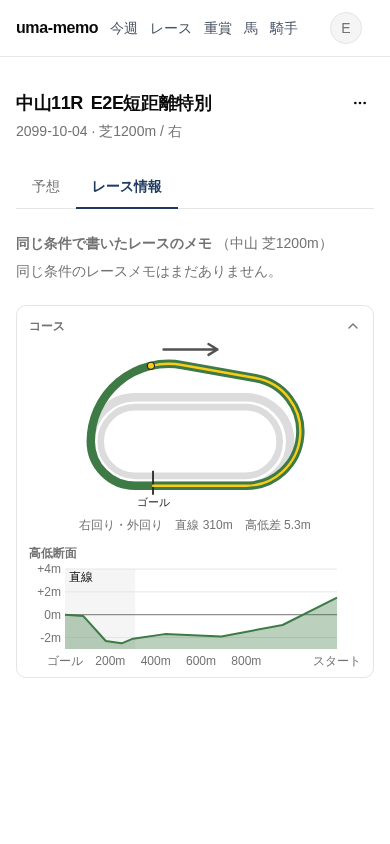 uma-memo 今週 レース 重賞 馬 騎手 E
中山11R E2E短距離特別
2099-10-04 · 芝1200m / 右
予想 レース情報
同じ条件で書いたレースのメモ （中山 芝1200m）
同じ条件のレースメモはまだありません。
コース
ゴール
右回り・外回り 直線 310m 高低差 5.3m
高低断面
+4m
直線
+2m
0m
-2m
ゴール 200m 400m 600m 800m スタート